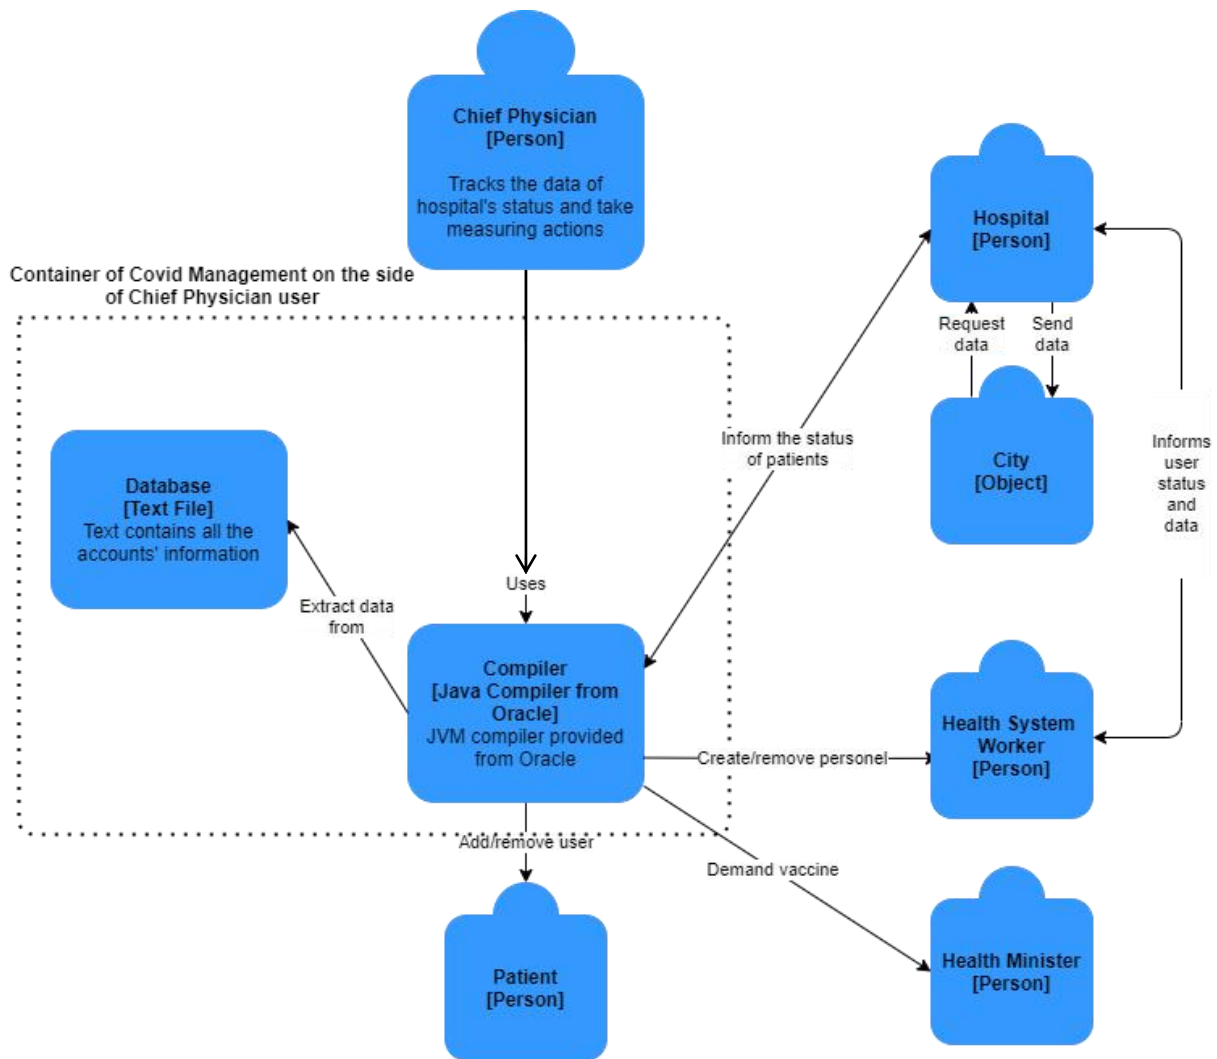 Chief Physician
[Person]
Tracks the data of
hospital's status and take
measuring actions
Hospital
[Person]
Container of Covid Management on the side
of Chief Physician user
Request
data
Send
data
Inform the status
of patients
City
[Object]
Informs
user
status
and
data
Database
[Text File]
Text contains all the
accounts' information
Uses
Extract data
from
Compiler
[Java Compiler from
Oracle]
JVM compiler provided
from Oracle
Health System
Worker
[Person]
Create/remove personel
Add/remove user
Demand vaccine
Patient
[Person]
Health Minister
[Person]